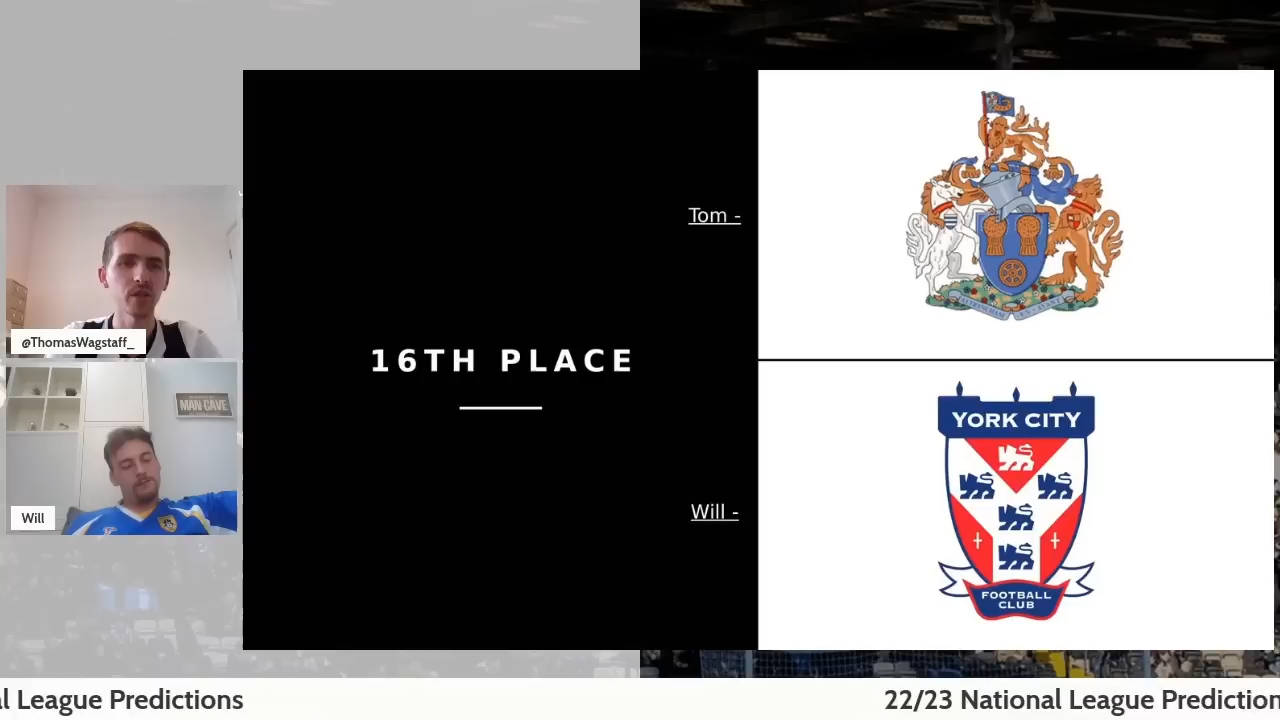 Tom -
@ThomasWagstaff_
16TH PLACE
MAN CAVE
YORK CITY
Will -
Will
FOOTBALL
CLUB
al League Predictions
22/23 National League Prediction